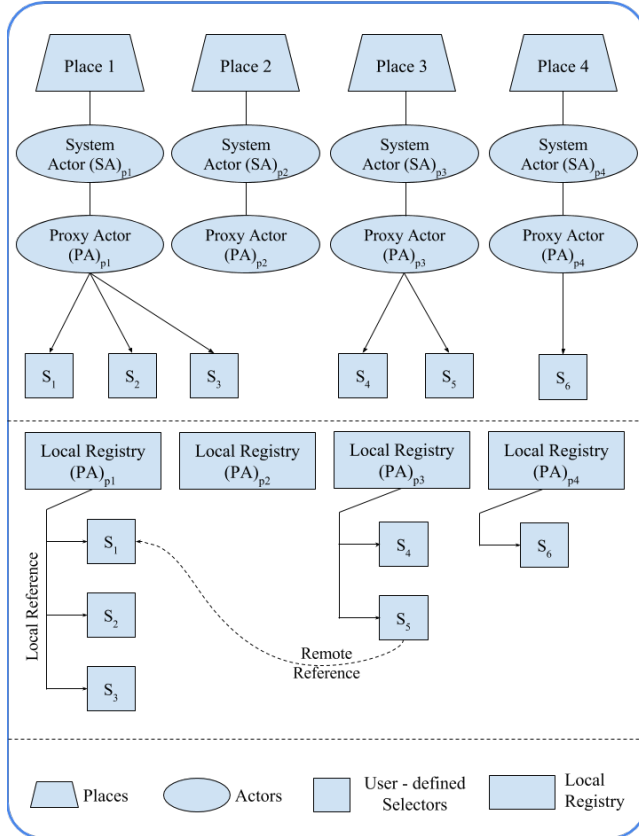 Place 1
Place 2
Place 3
Place 4
System
Actor (SA)p1
System
Actor (SA)p2
System
Actor (SA)p3
System
Actor (SA)p4
Proxy Actor
(PA)p1
Proxy Actor
(PA)p2
Proxy Actor
(PA)p3
Proxy Actor
(PA)p4
S1
S2
S3
S4
S5
S6
Local Registry
(PA)p1
Local Registry
(PA)p2
Local Registry
(PA)p3
Local Registry
(PA)p4
Local Reference
S1
S2
S3
S4
S5
S6
Remote
Reference
Places
Actors
User - defined
Selectors
Local
Registry